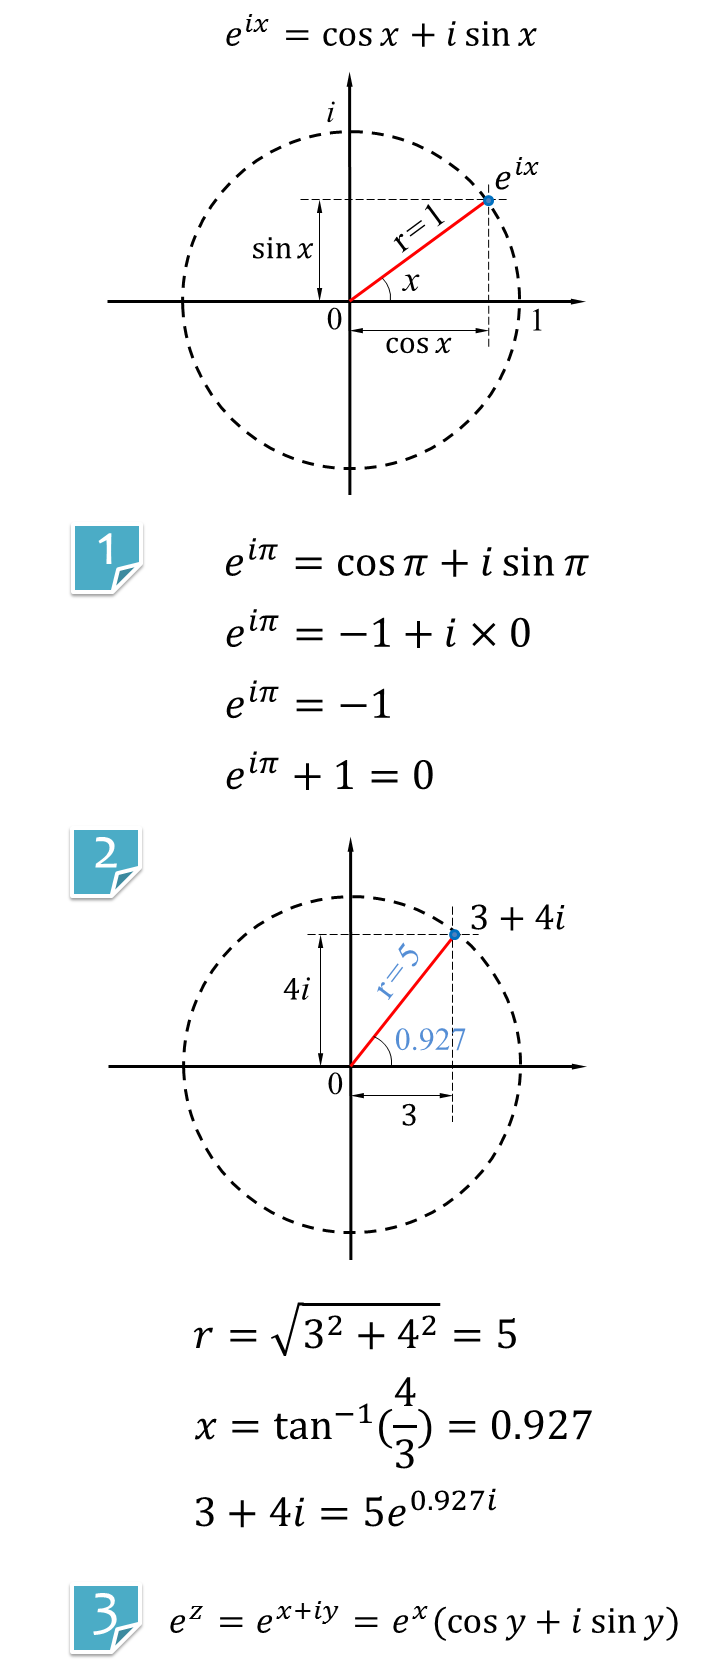 e^{ix} = cos x + i sin x
i
e^{ix}
r=1
sin x
x
0
1
cos x
1
e^{iπ} = cos π + i sin π
e^{iπ} = −1 + i × 0
e^{iπ} = −1
e^{iπ} + 1 = 0
2
3 + 4i
r=5
4i
0.927
0
3
r = √(3² + 4²) = 5
x = tan⁻¹(4/3) = 0.927
3 + 4i = 5e^{0.927i}
3
e^z = e^{x+iy} = e^x(cos y + i sin y)